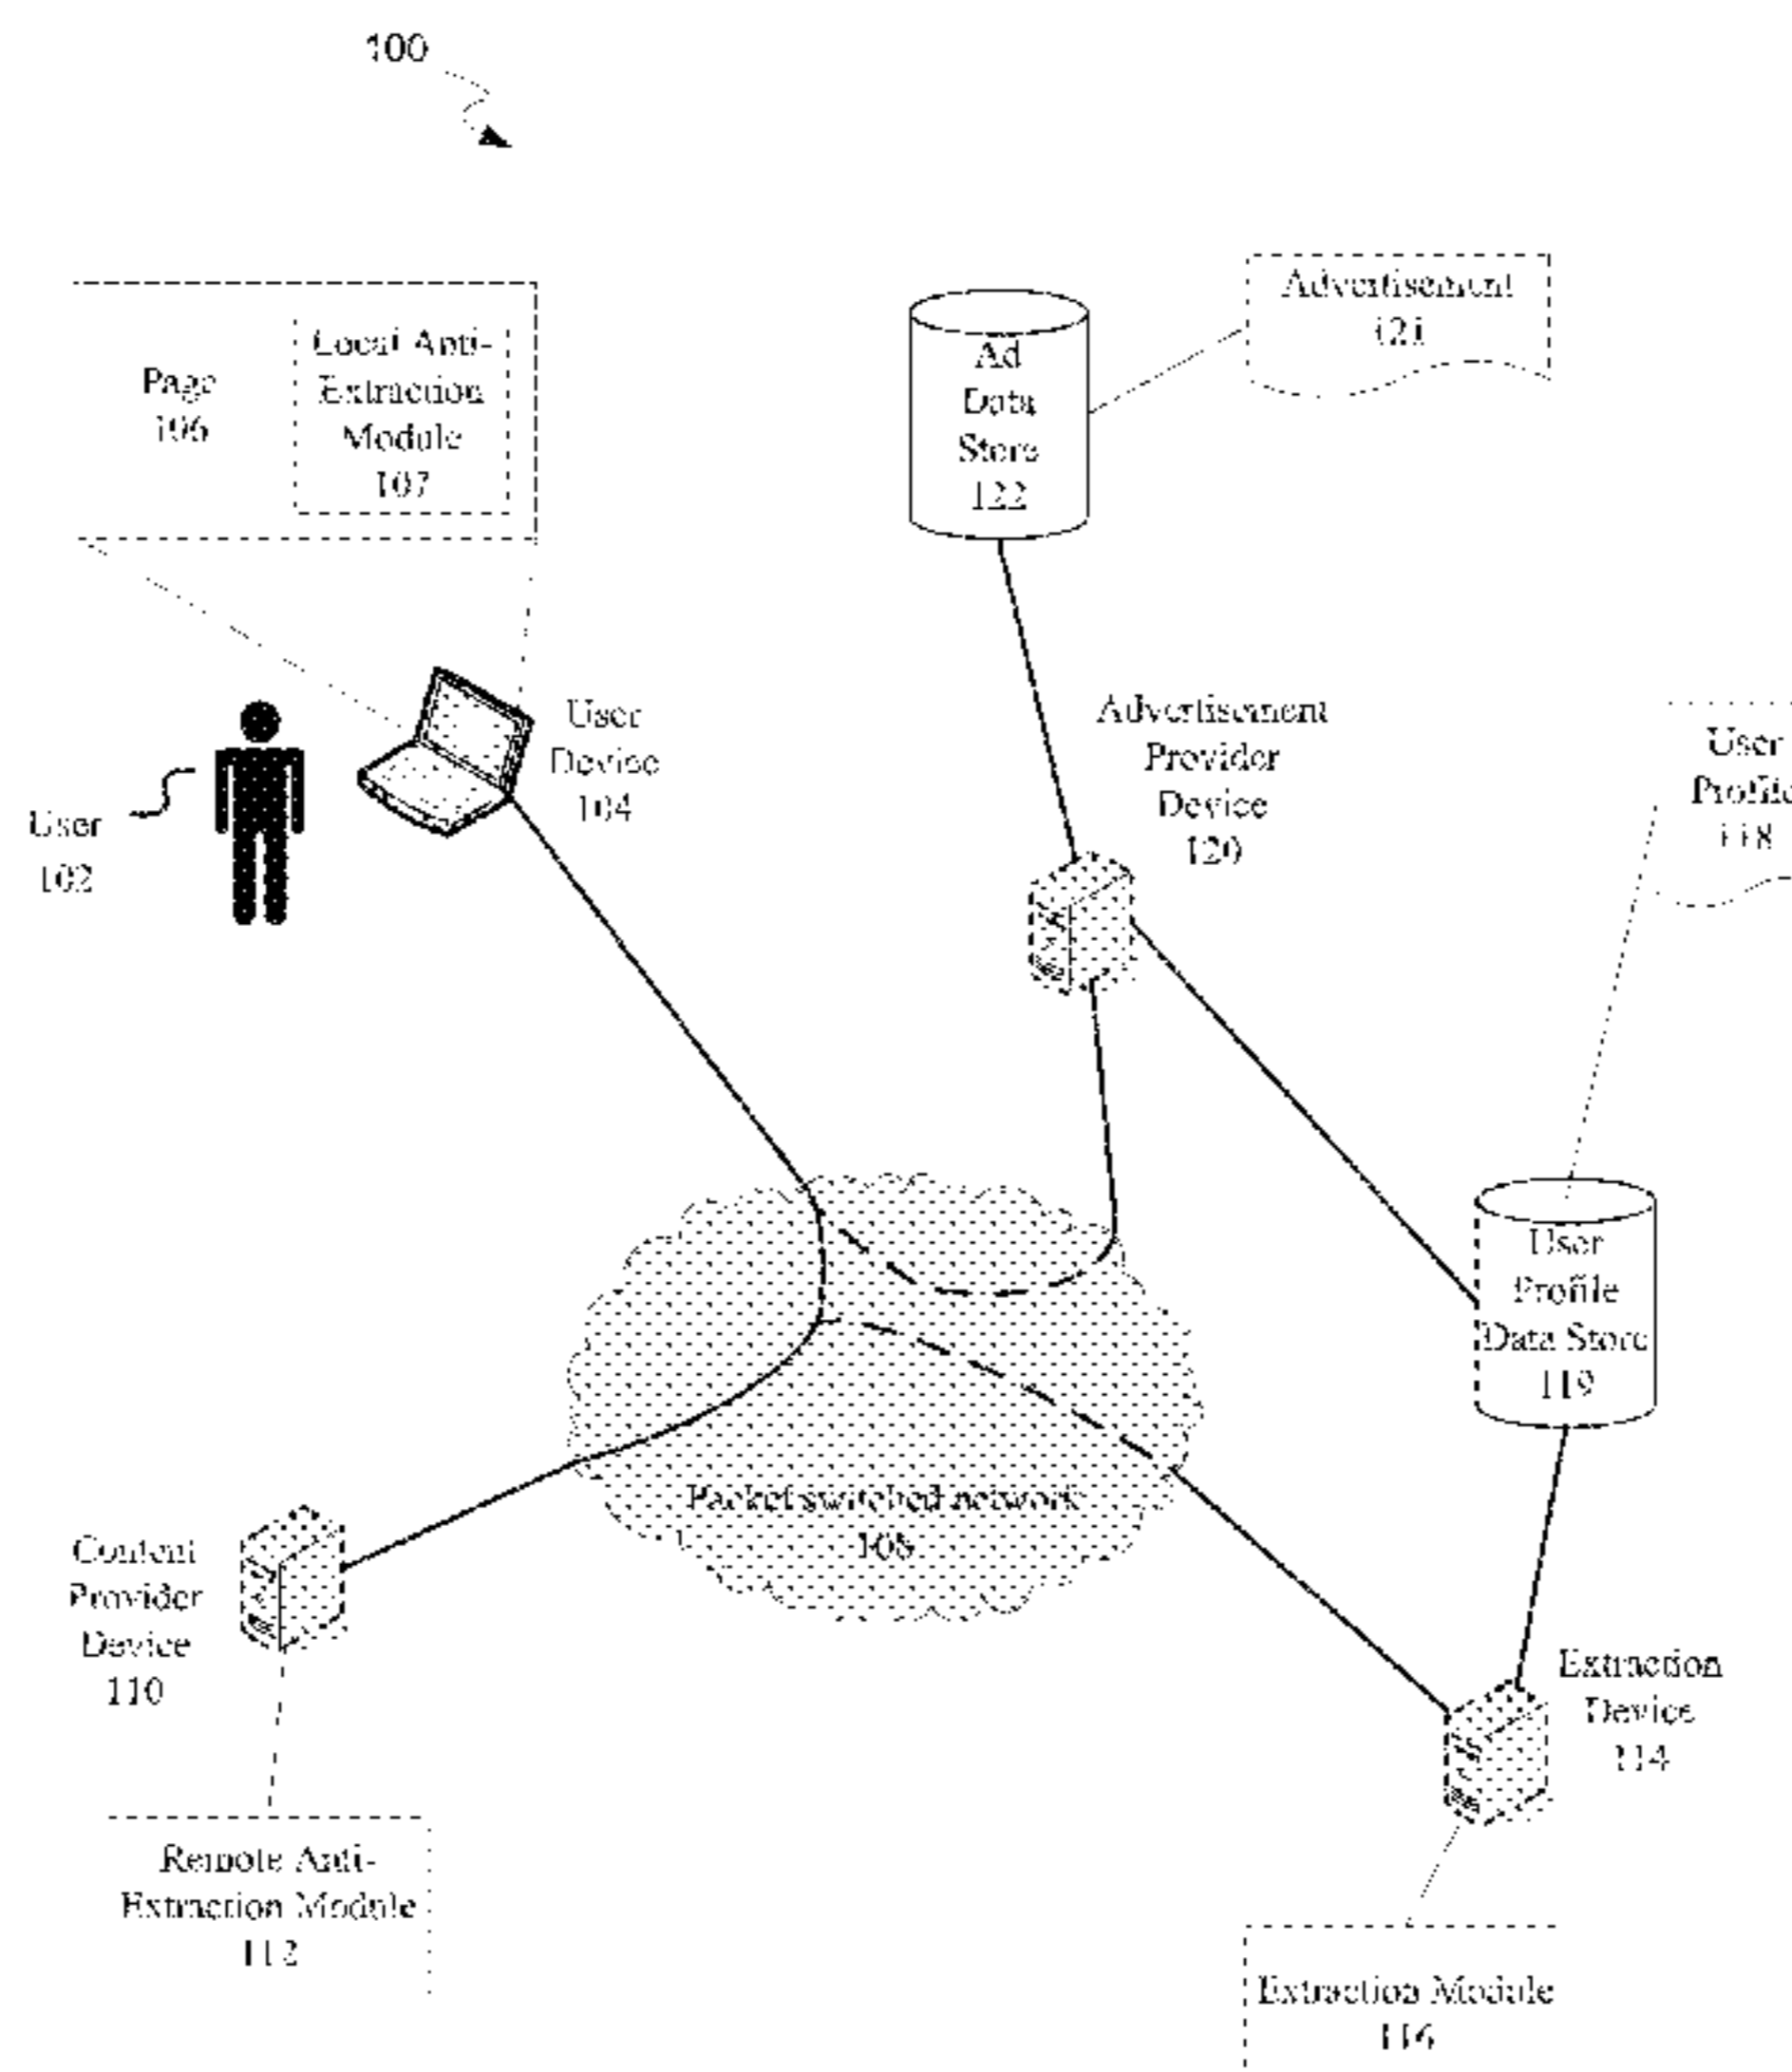 100
Page
106
Local Anti-
Extraction
Module
107
Advertisement
121
Ad
Data
Store
122
User
102
User
Device
104
Advertisement
Provider
Device
120
User
Profile
118
User
Profile
Data Store
119
Packet switched network
108
Content
Provider
Device
110
Extraction
Device
114
Remote Anti-
Extraction Module
112
Extraction Module
116